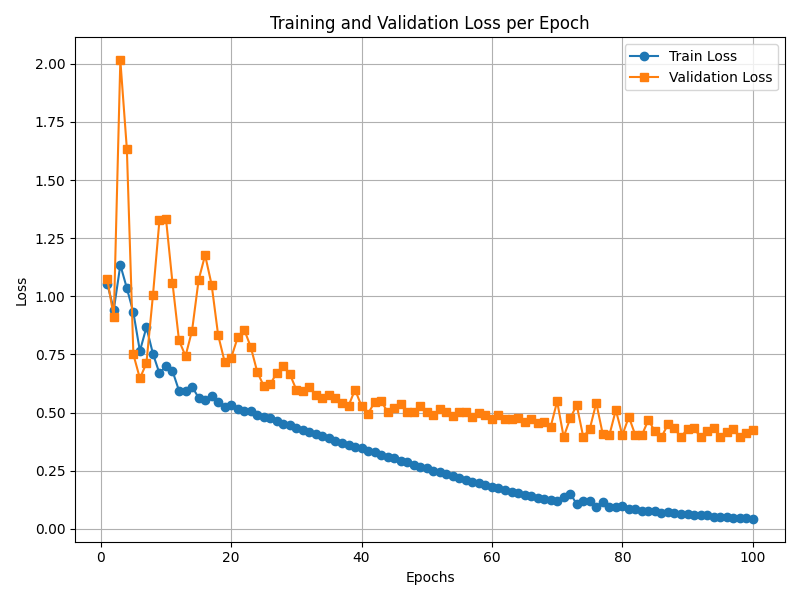 Training and Validation Loss per Epoch
Train Loss
Validation Loss
2.00
1.75
1.50
1.25
1.00
0.75
0.50
0.25
0.00
Loss
0 20 40 60 80 100
Epochs